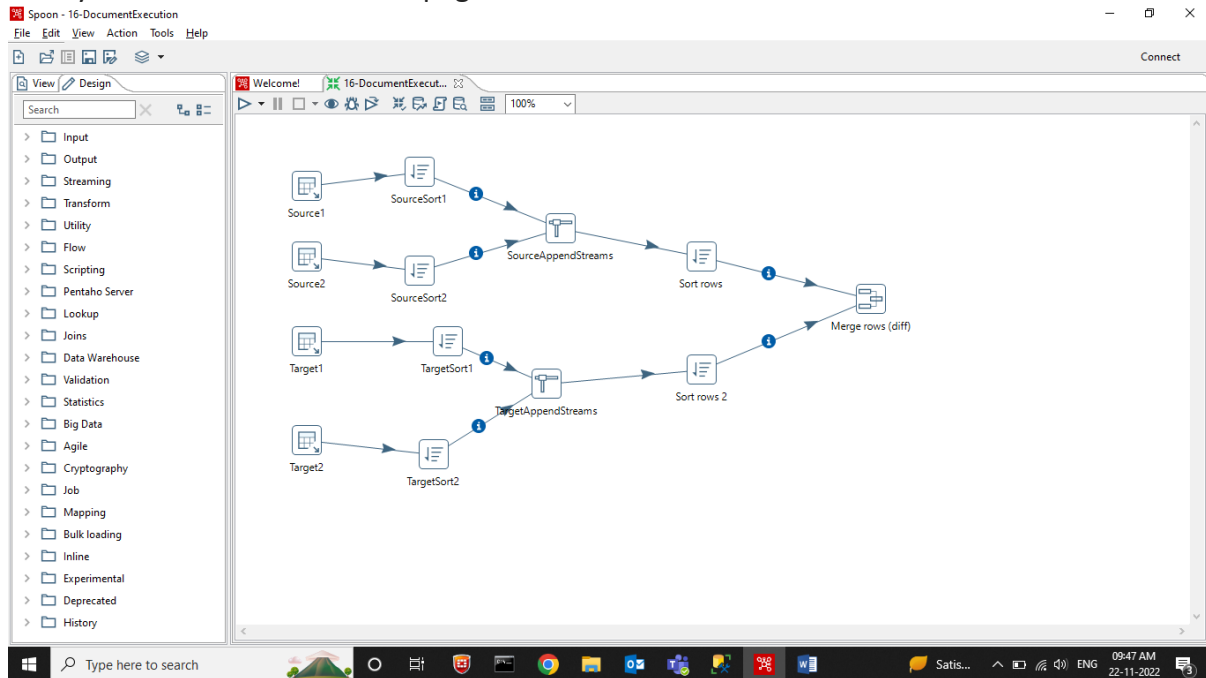 Spoon - 16-DocumentExecution
File Edit View Action Tools Help
Connect
View Design
Welcome! 16-DocumentExecut...
Search
100%
Input
Output
Streaming
Transform
Utility
Flow
Scripting
Pentaho Server
Lookup
Joins
Data Warehouse
Validation
Statistics
Big Data
Agile
Cryptography
Job
Mapping
Bulk loading
Inline
Experimental
Deprecated
History
Source1
SourceSort1
SourceAppendStreams
Source2
SourceSort2
Sort rows
Merge rows (diff)
Target1
TargetSort1
TargetAppendStreams
Sort rows 2
Target2
TargetSort2
Type here to search
Satis...
ENG
09:47 AM
22-11-2022
3